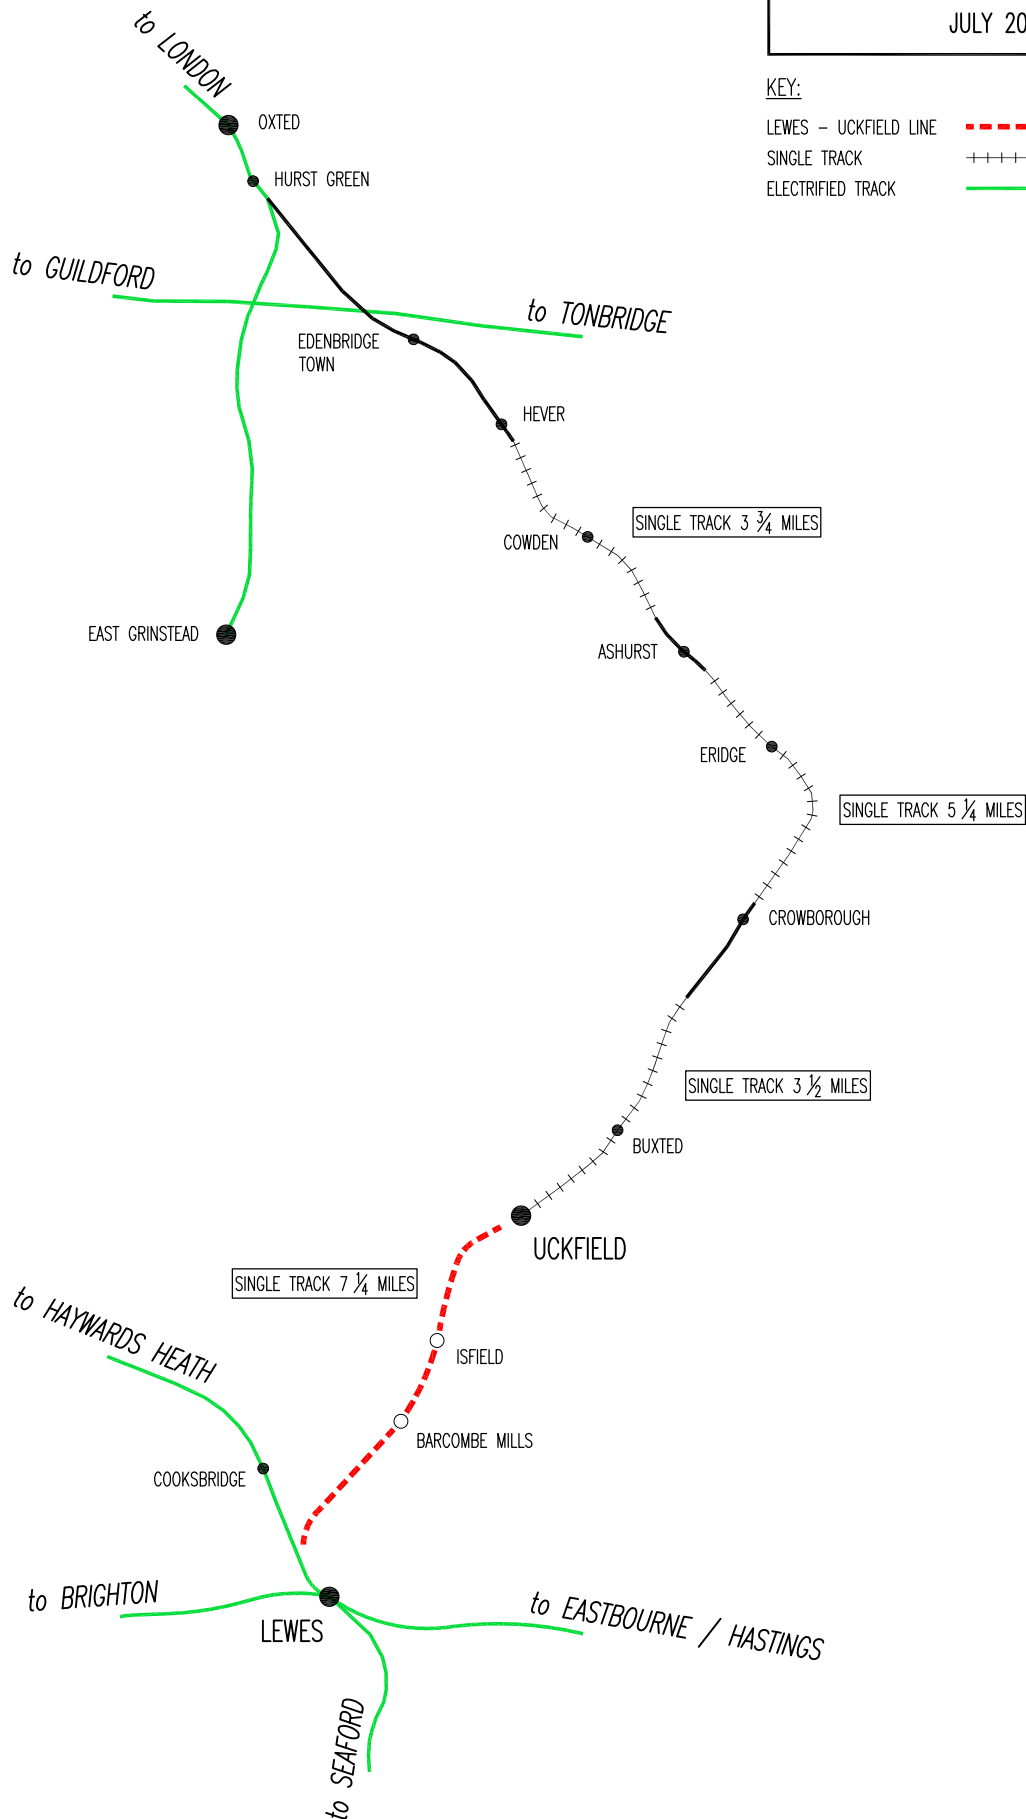 JULY 20
KEY:
LEWES - UCKFIELD LINE
SINGLE TRACK
ELECTRIFIED TRACK
to LONDON
OXTED
HURST GREEN
to GUILDFORD
to TONBRIDGE
EDENBRIDGE
TOWN
HEVER
SINGLE TRACK 3 3/4 MILES
COWDEN
EAST GRINSTEAD
ASHURST
ERIDGE
SINGLE TRACK 5 1/4 MILES
CROWBOROUGH
SINGLE TRACK 3 1/2 MILES
BUXTED
UCKFIELD
SINGLE TRACK 7 1/4 MILES
to HAYWARDS HEATH
ISFIELD
BARCOMBE MILLS
COOKSBRIDGE
to BRIGHTON
LEWES
to EASTBOURNE / HASTINGS
to SEAFORD